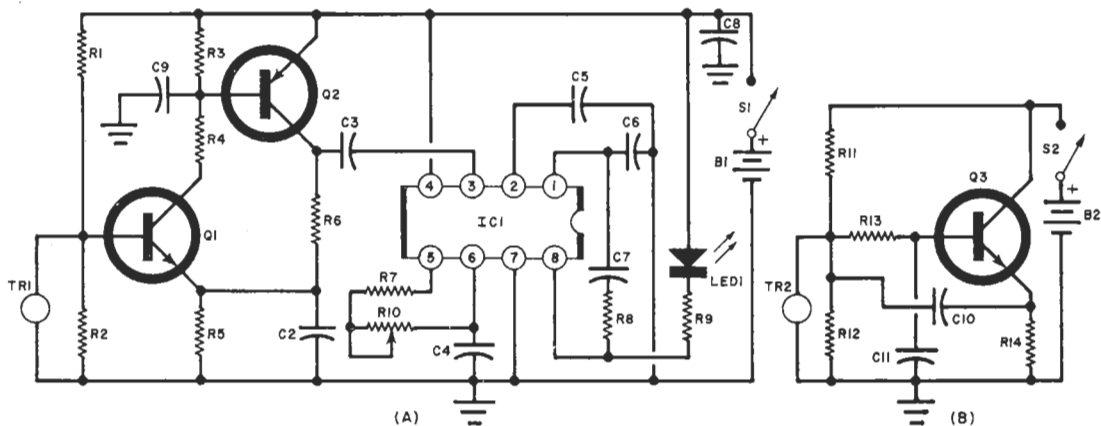 R1
R3
C9
Q2
R4
C3
C5
C8
C6
S1
+
B1
4
3
2
1
IC1
5
6
7
8
Q1
R6
TR1
R2
R5
C2
R7
R10
C4
C7
R8
LED1
R9
(A)
R11
Q3
S2
+
B2
R13
TR2
C10
R12
C11
R14
(B)